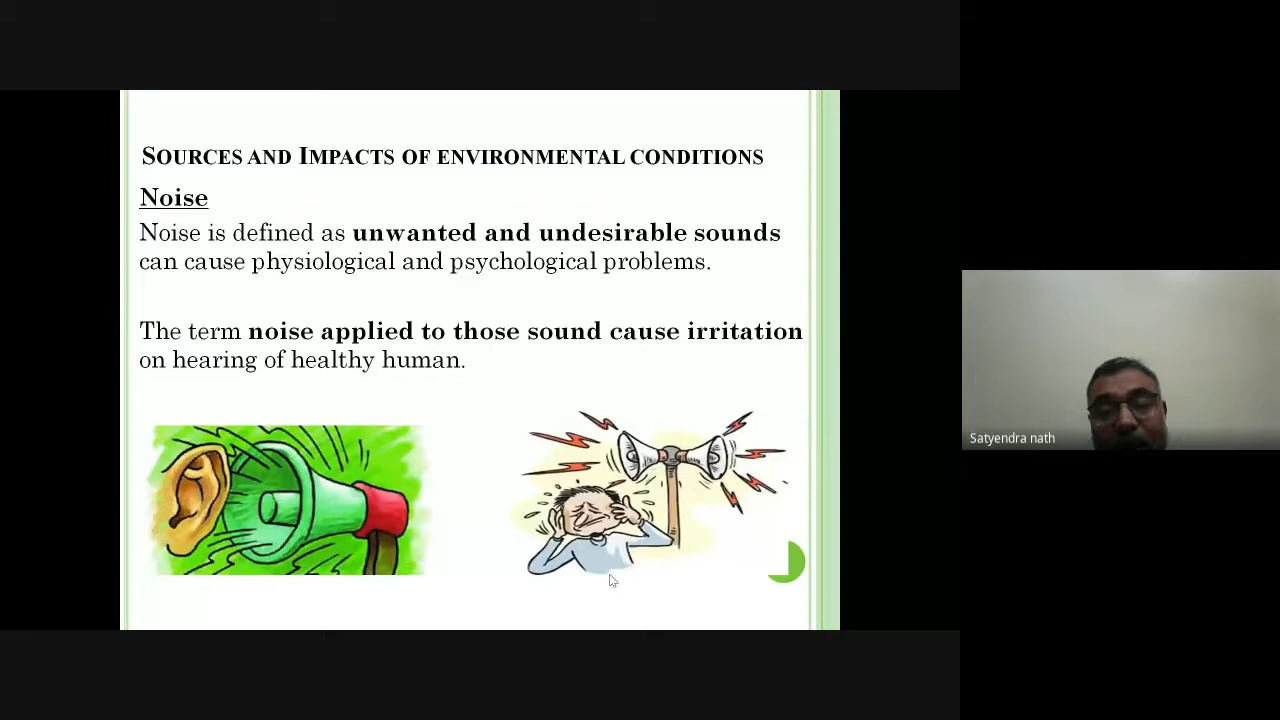 SOURCES AND IMPACTS OF ENVIRONMENTAL CONDITIONS
Noise
Noise is defined as unwanted and undesirable sounds
can cause physiological and psychological problems.
The term noise applied to those sound cause irritation
on hearing of healthy human.
Satyendra nath